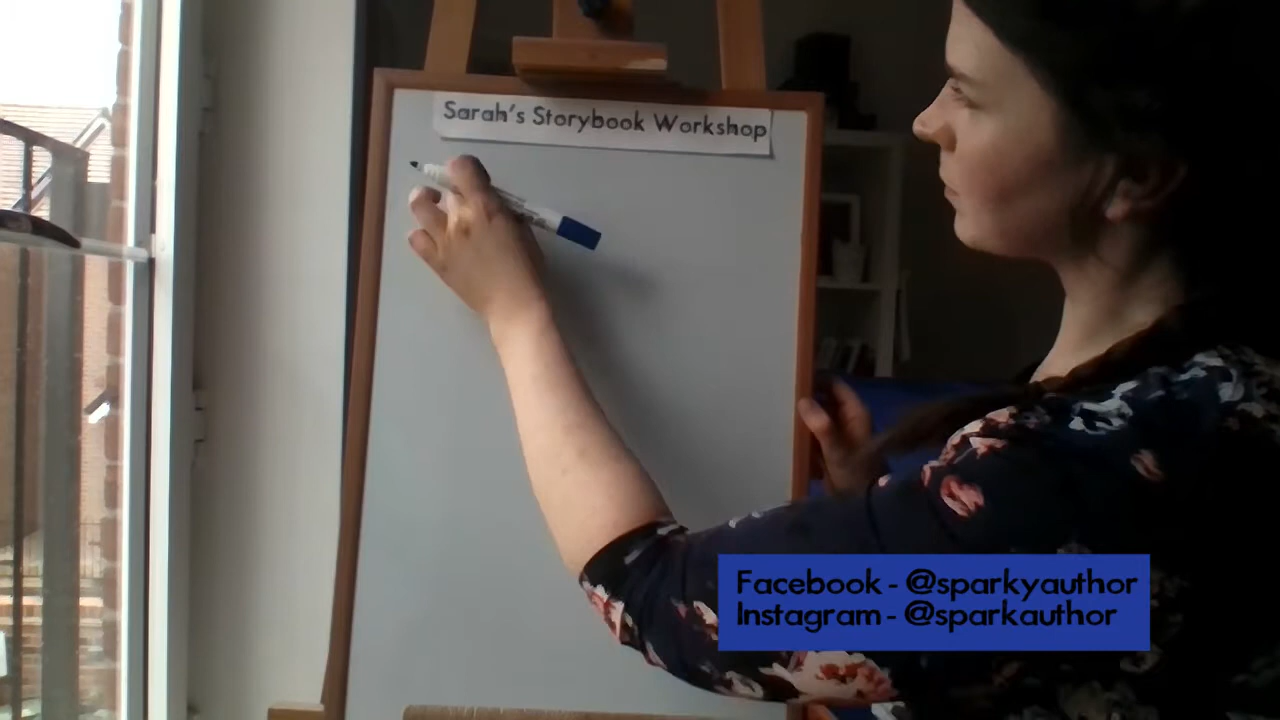 Sarah's Storybook Workshop
Facebook - @sparkyauthor
Instagram - @sparkauthor